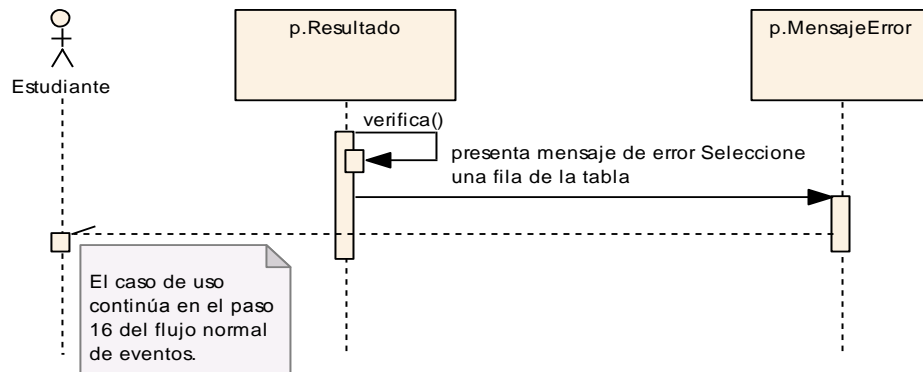 p.Resultado
p.MensajeError
Estudiante
verifica()
presenta mensaje de error Seleccione
una fila de la tabla
El caso de uso
continúa en el paso
16 del flujo normal
de eventos.